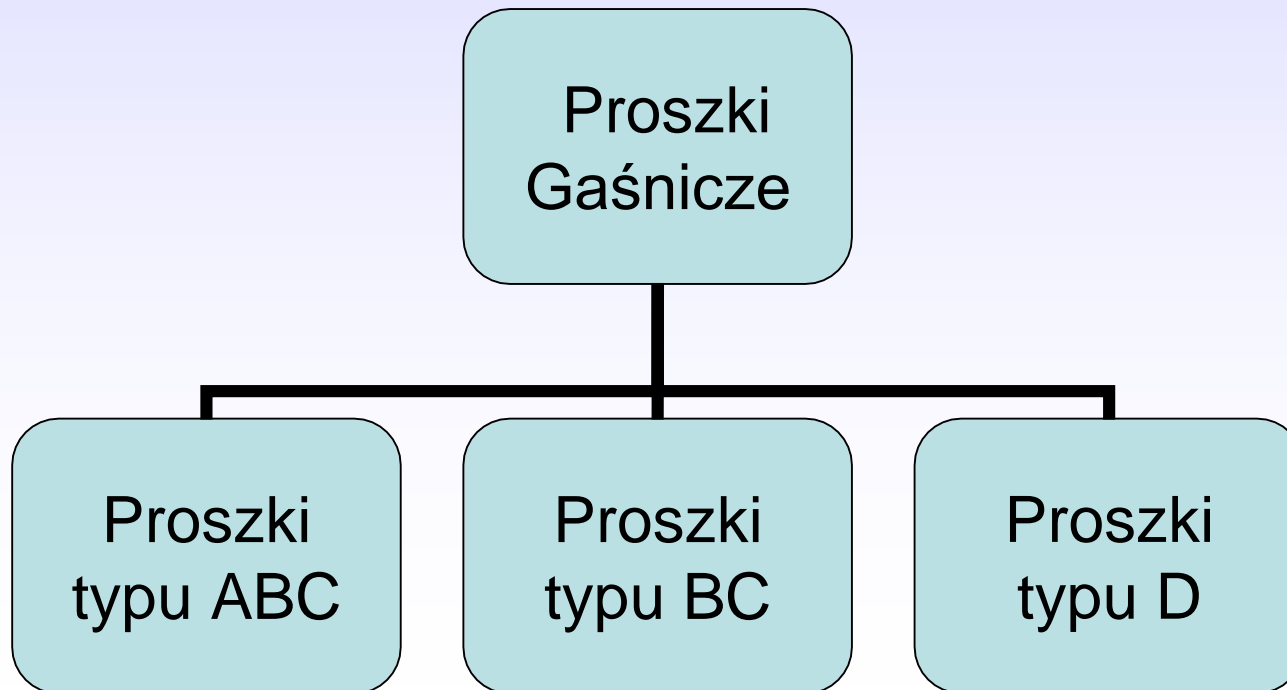 Proszki
Gaśnicze
Proszki
typu ABC
Proszki
typu BC
Proszki
typu D